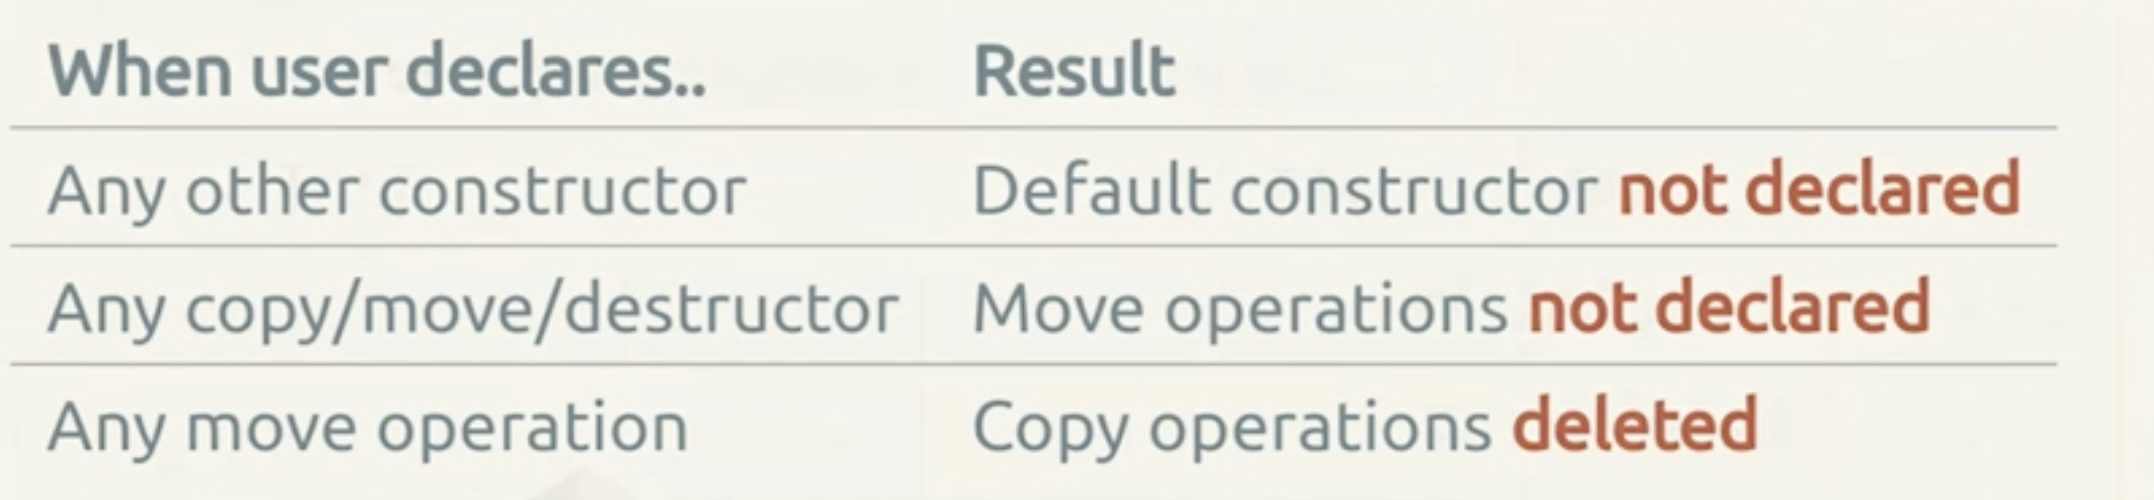 When user declares.. Result
Any other constructor Default constructor not declared
Any copy/move/destructor Move operations not declared
Any move operation Copy operations deleted